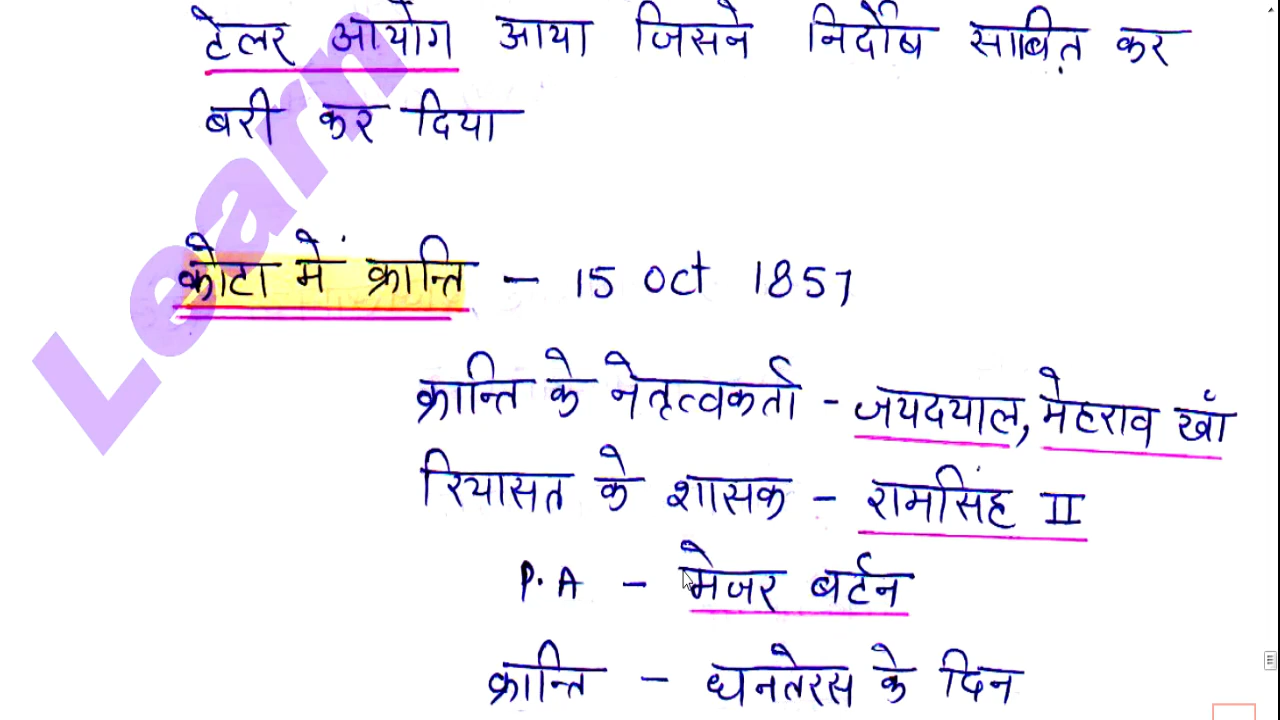 टेलर आयोग आया जिसने निर्दोष साबित कर
बरी कर दिया
कोटा में क्रान्ति – 15 Oct 1857
क्रान्ति के नेतृत्वकर्ता - जयदयाल, मेहराव खाँ
रियासत के शासक - रामसिंह II
P.A – मेजर बर्टन
क्रान्ति – धनतेरस के दिन
Learn